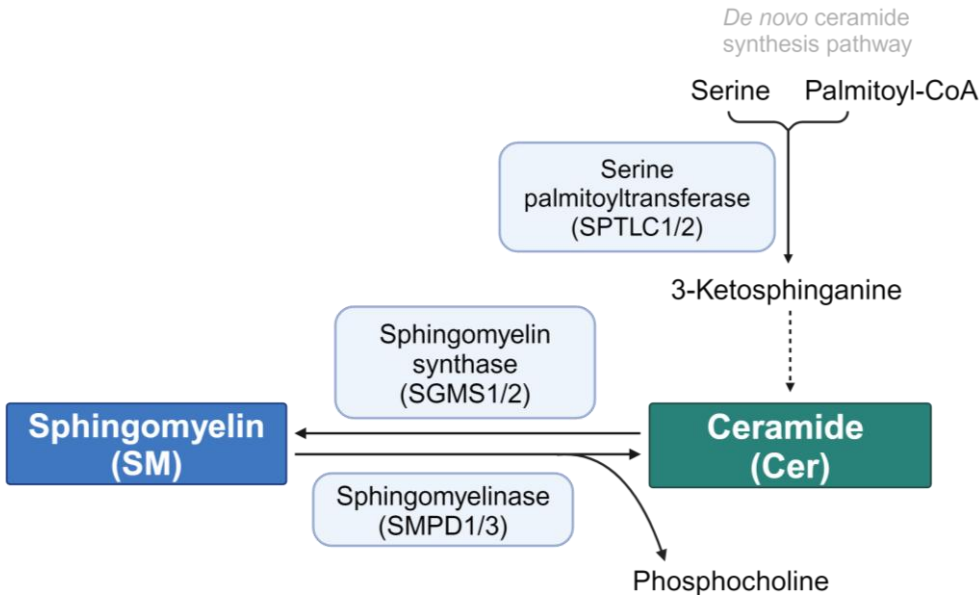 De novo ceramide
synthesis pathway
Serine
Palmitoyl-CoA
Serine
palmitoyltransferase
(SPTLC1/2)
3-Ketosphinganine
Sphingomyelin
synthase
(SGMS1/2)
Sphingomyelin
(SM)
Ceramide
(Cer)
Sphingomyelinase
(SMPD1/3)
Phosphocholine